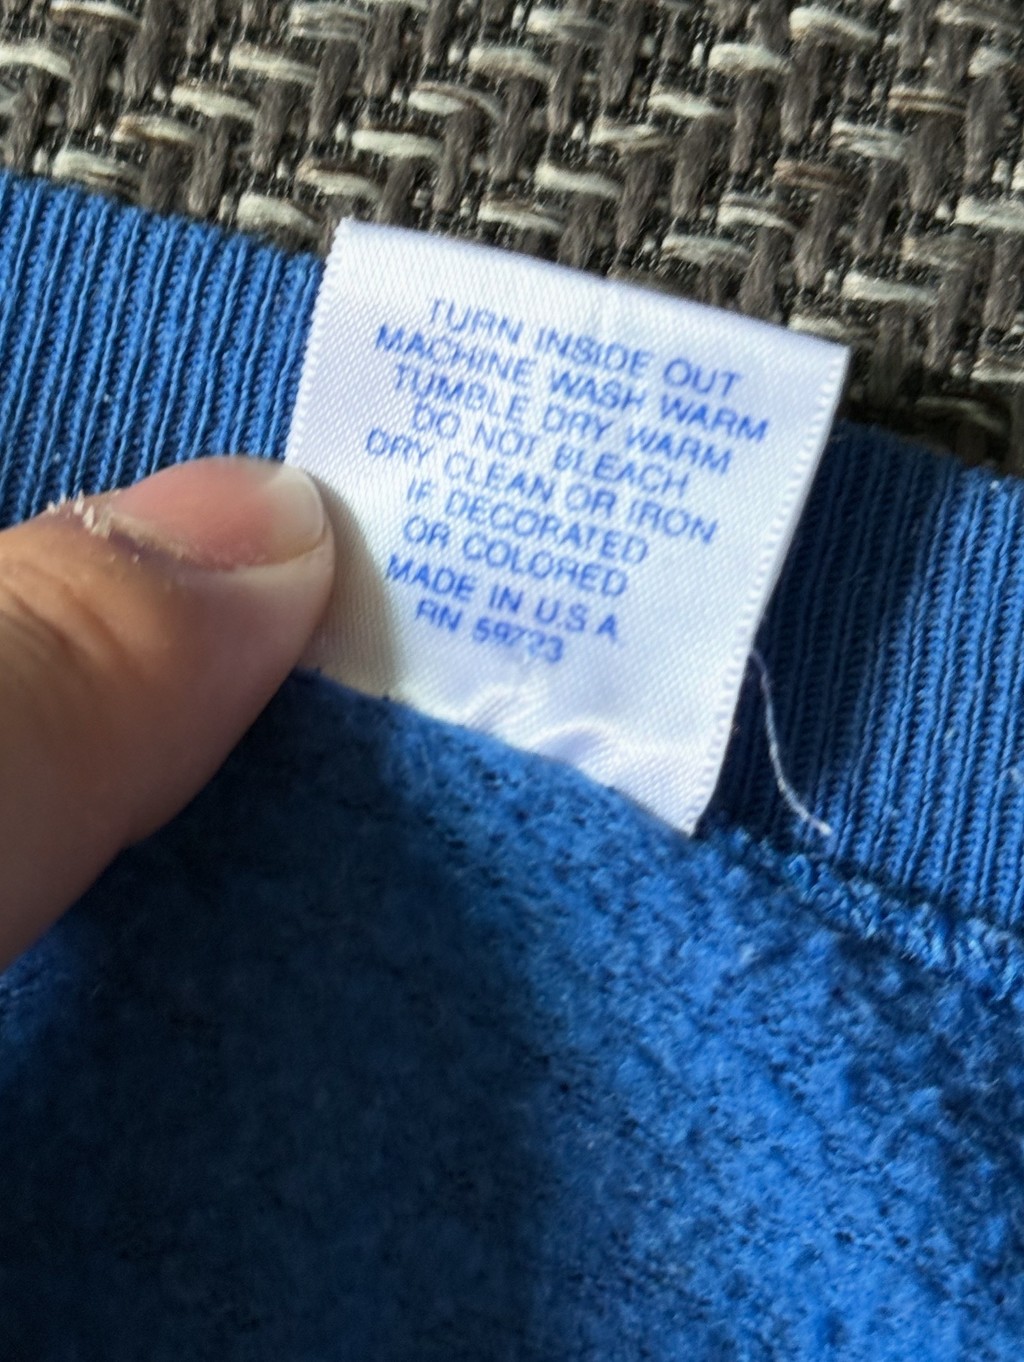 TURN INSIDE OUT
MACHINE WASH WARM
TUMBLE DRY WARM
DO NOT BLEACH
DRY CLEAN OR IRON
IF DECORATED
OR COLORED
MADE IN U.S.A.
RN